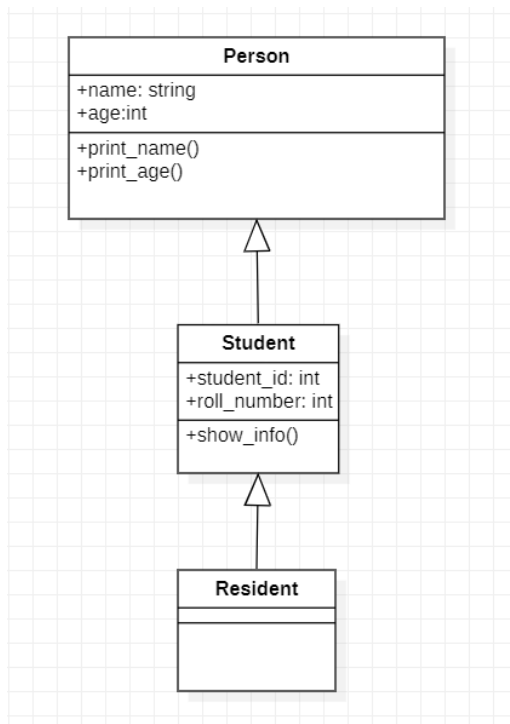 Person
+name: string
+age:int
+print_name()
+print_age()
Student
+student_id: int
+roll_number: int
+show_info()
Resident